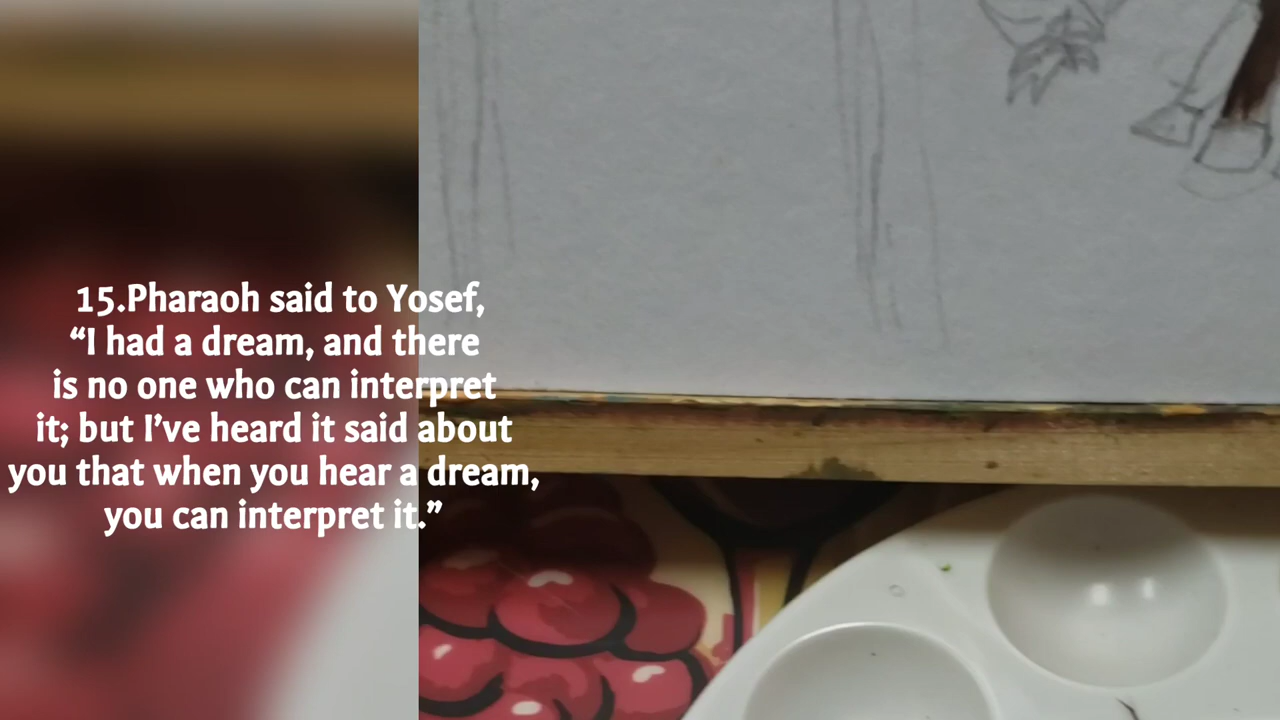 15.Pharaoh said to Yosef,
“I had a dream, and there
is no one who can interpret
it; but I’ve heard it said about
you that when you hear a dream,
you can interpret it.”